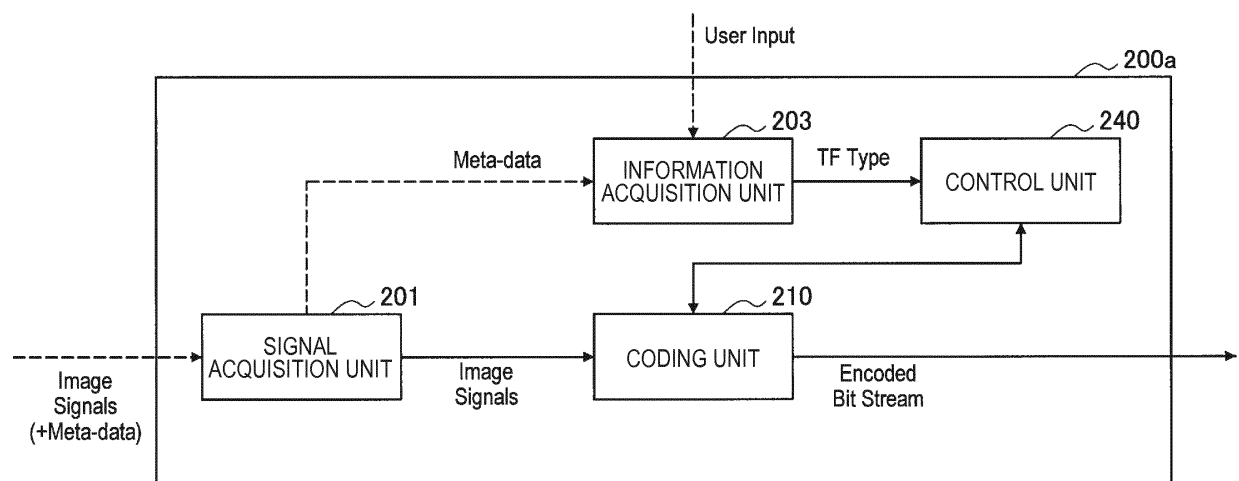 User Input
200a
203
240
Meta-data
INFORMATION
ACQUISITION UNIT
TF Type
CONTROL UNIT
201
210
SIGNAL
ACQUISITION UNIT
CODING UNIT
Image
Signals
(+Meta-data)
Image
Signals
Encoded
Bit Stream